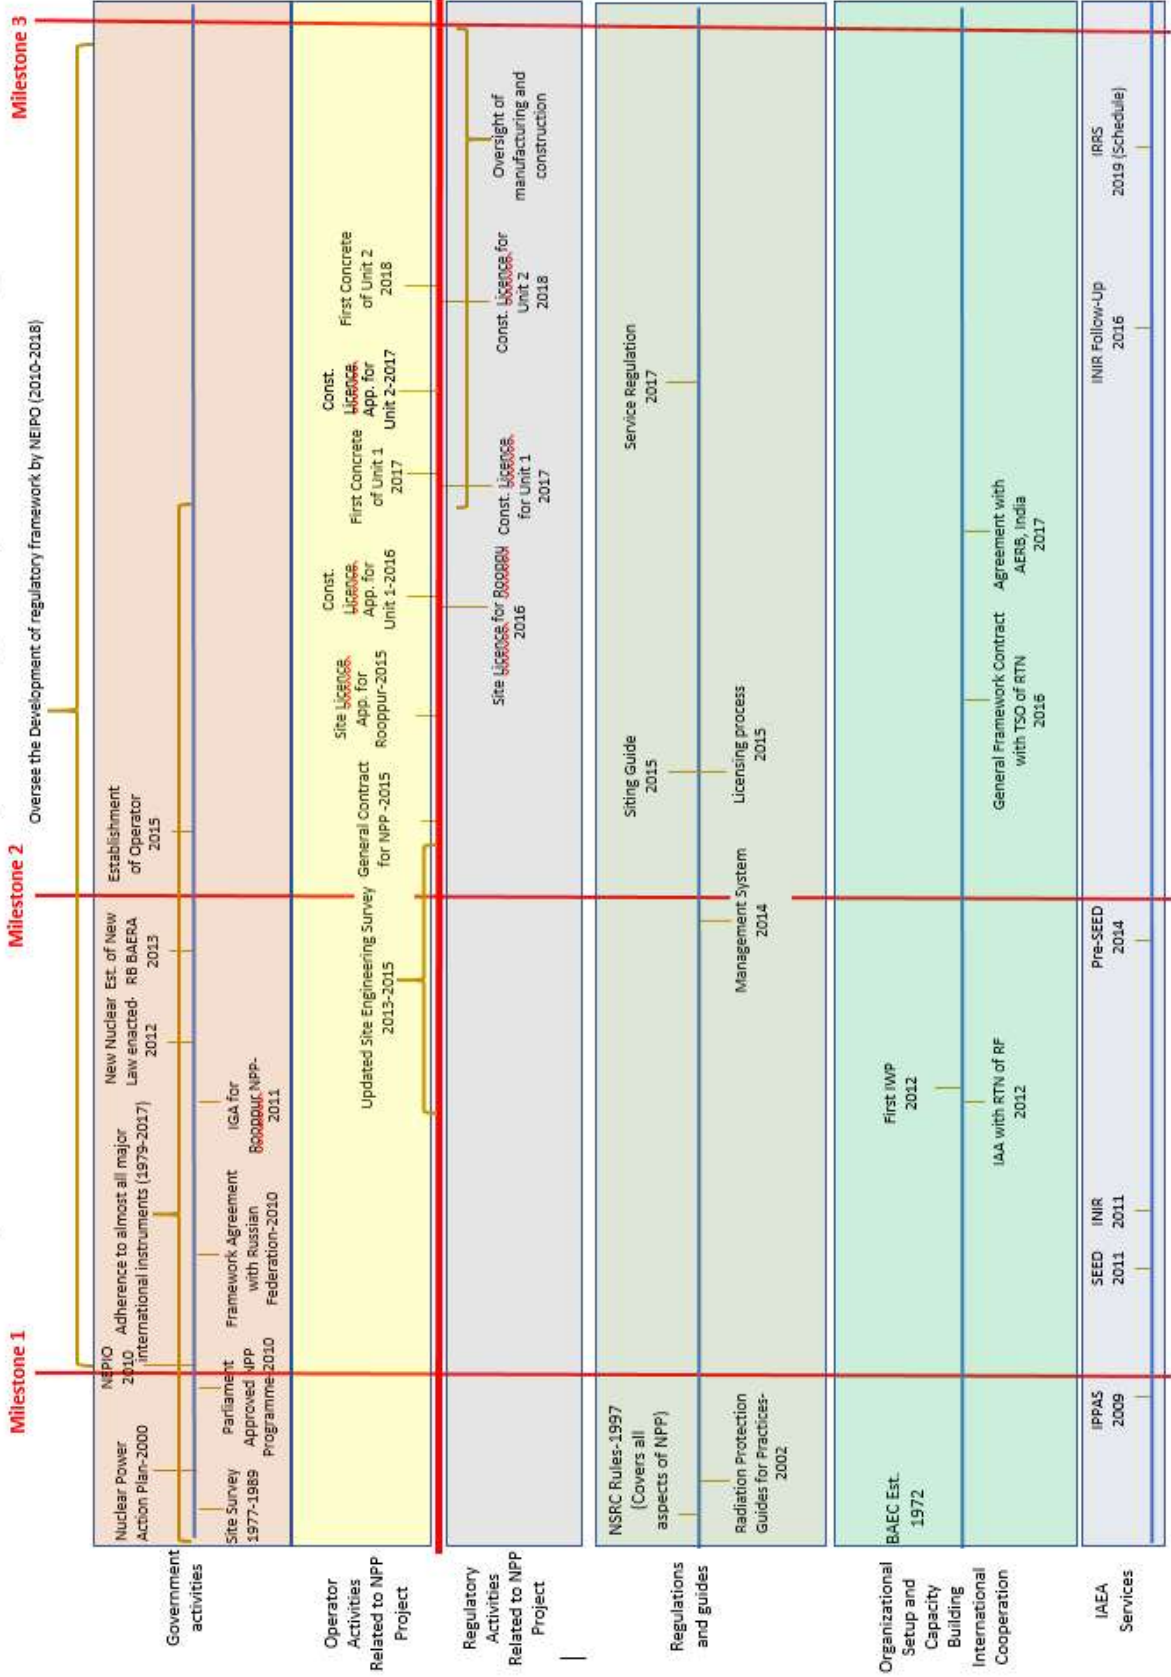 Milestone 1
Milestone 2
Milestone 3
Oversee the Development of regulatory framework by NEIPO (2010-2018)
Government
activities
Nuclear Power
Action Plan-2000
NEPIO
2010
Adherence to almost all major
international instruments (1979-2017)
New Nuclear
Law enacted-
2012
Est. of New
RB BAERA
2013
Establishment
of Operator
2015
Site Survey
1977-1989
Parliament
Approved NPP
Programme-2010
Framework Agreement
with Russian
Federation-2010
IGA for
Rooppur NPP-
2011
Operator
Activities
Related to NPP
Project
Updated Site Engineering Survey
2013-2015
General Contract
for NPP -2015
Site Licence
App. for
Rooppur-2015
Const.
Licence
App. for
Unit 1-2016
First Concrete
of Unit 1
2017
Const.
Licence
App. for
Unit 2-2017
First Concrete
of Unit 2
2018
Regulatory
Activities
Related to NPP
Project
Site Licence for Rooppu
2016
Const. Licence
for Unit 1
2017
Const. Licence for
Unit 2
2018
Oversight of
manufacturing and
construction
Regulations
and guides
NSRC Rules-1997
(Covers all
aspects of NPP)
Siting Guide
2015
Service Regulation
2017
Radiation Protection
Guides for Practices-
2002
Management System
2014
Licensing process
2015
Organizational
Setup and
Capacity
Building
International
Cooperation
BAEC Est.
1972
First IWP
2012
IAA with RTN of RF
2012
General Framework Contract
with TSO of RTN
2016
Agreement with
AERB, India
2017
IAEA
Services
IPPAS
2009
SEED
2011
INIR
2011
Pre-SEED
2014
INIR Follow-Up
2016
IRRS
2019 (Schedule)